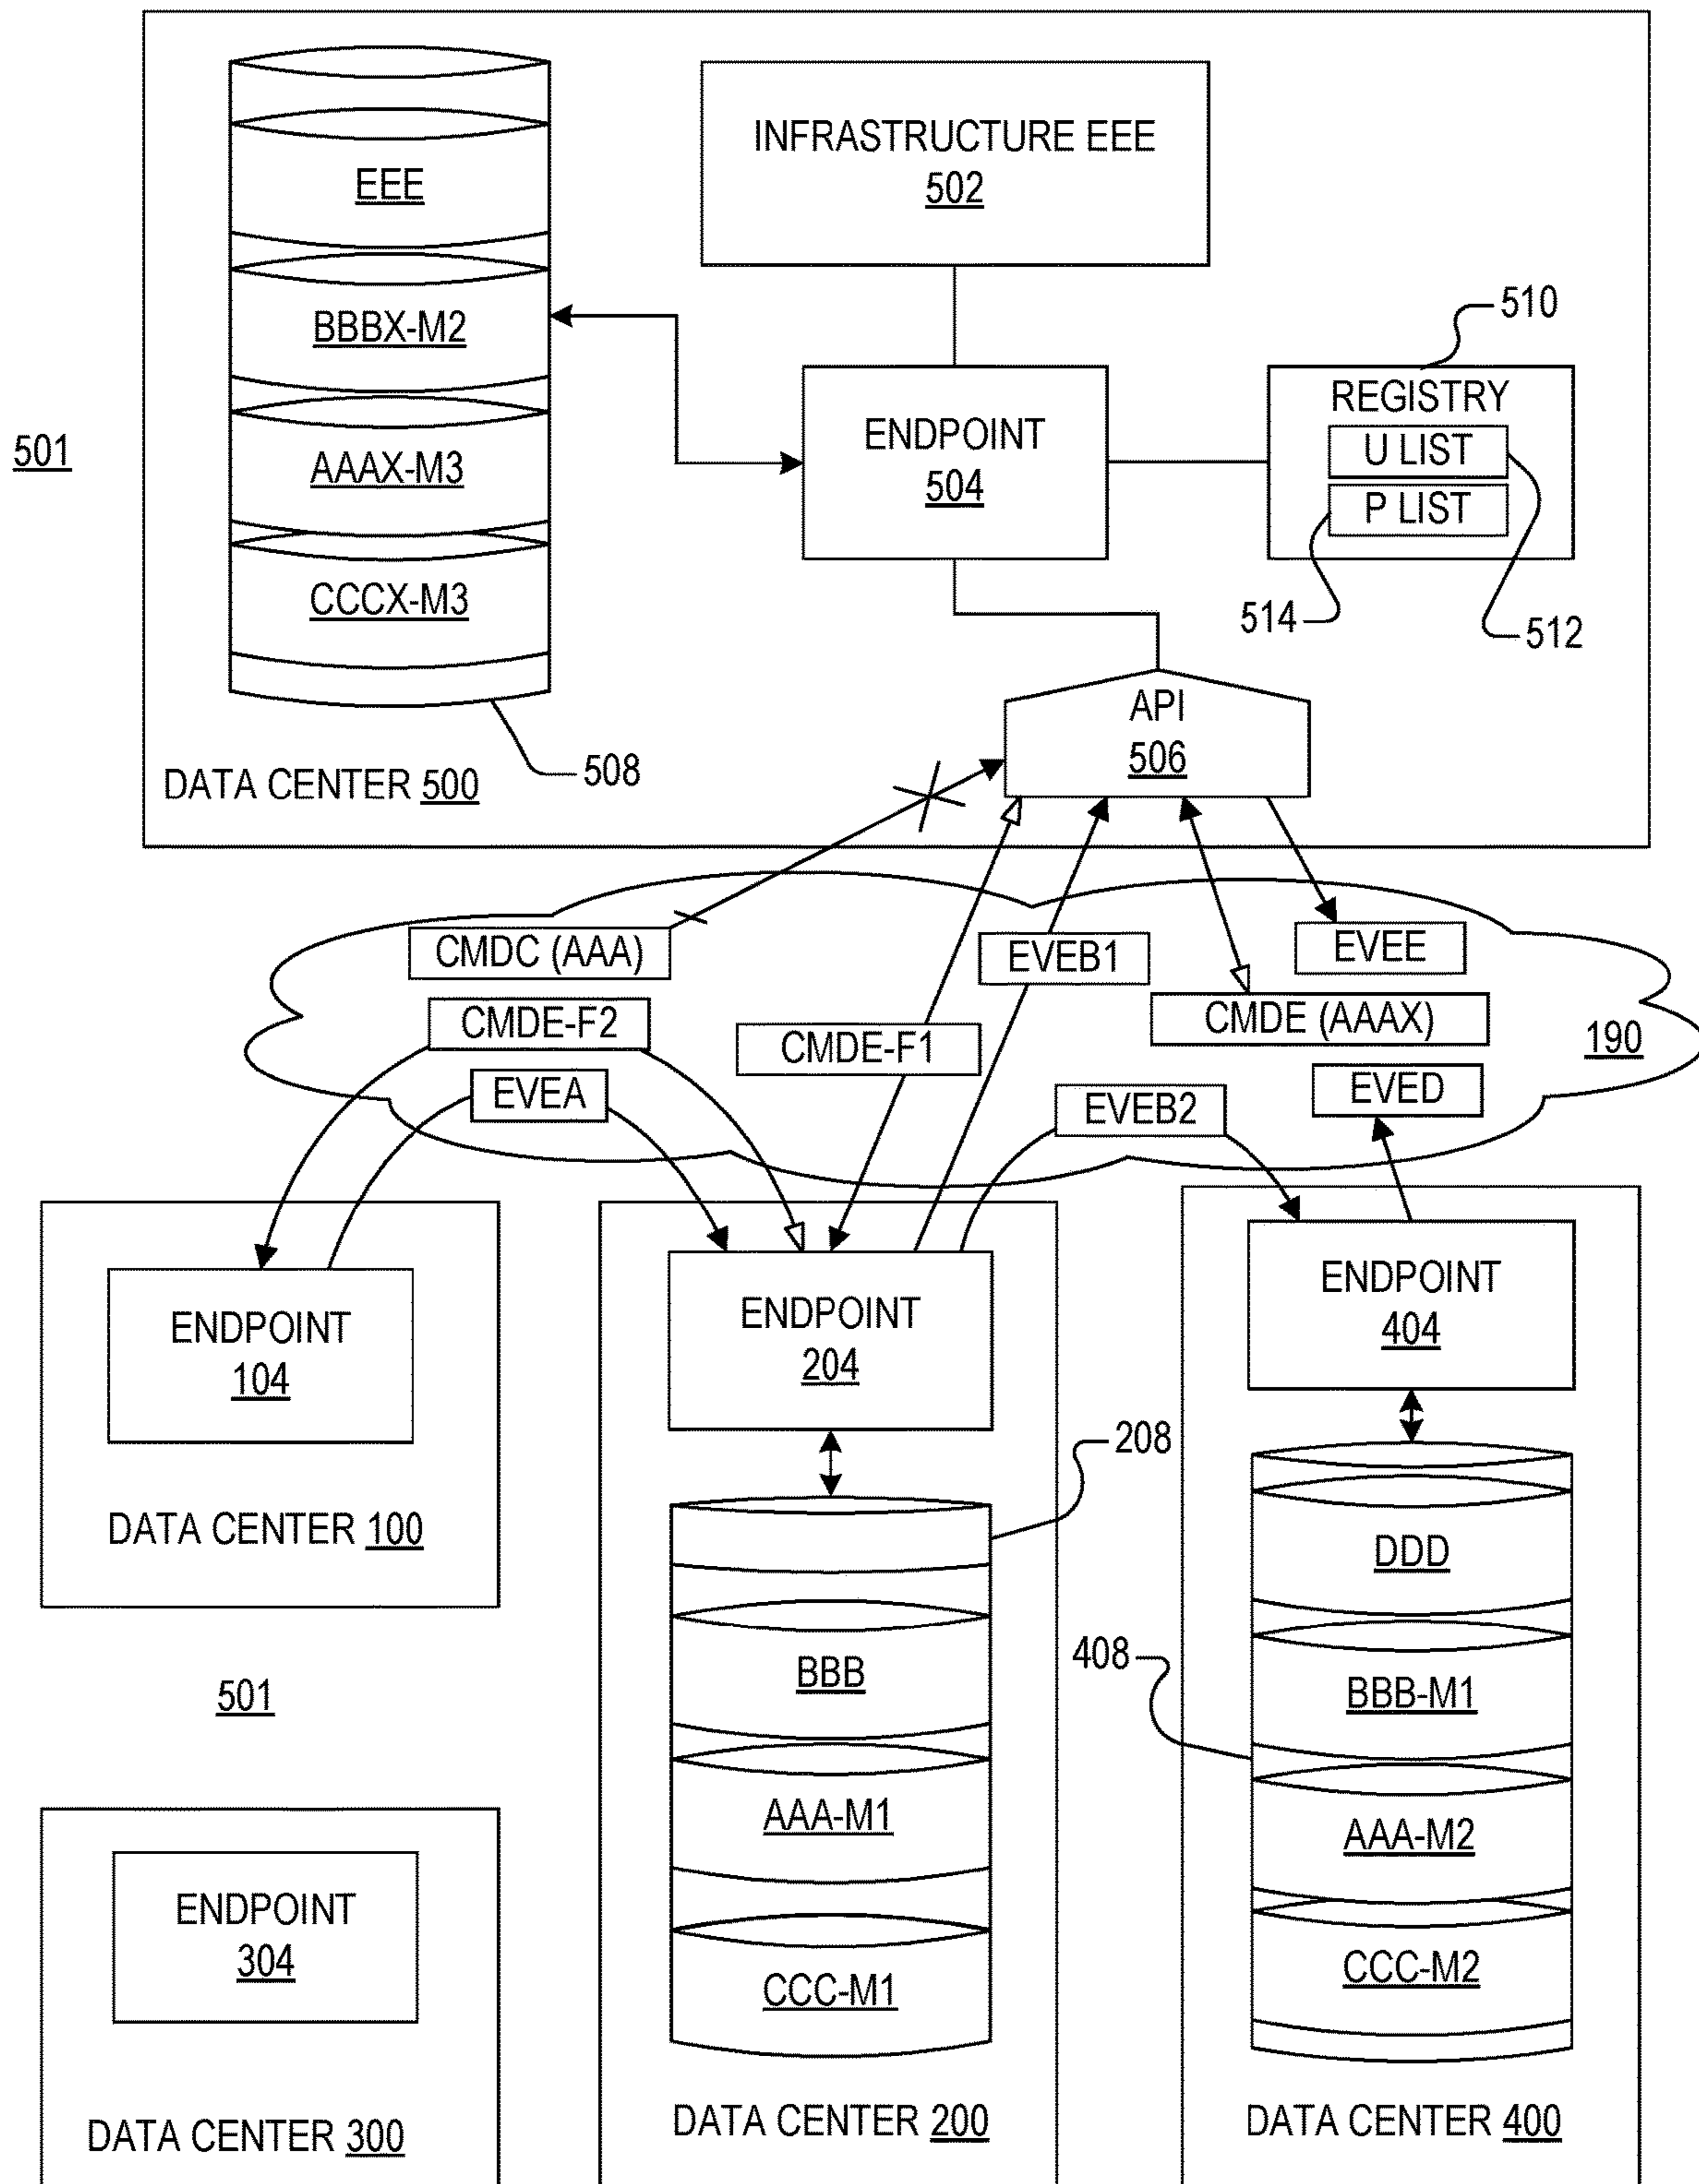 INFRASTRUCTURE EEE
502
EEE
BBBX-M2
AAAX-M3
CCCX-M3
508
DATA CENTER 500
501
ENDPOINT
504
510
REGISTRY
U LIST
P LIST
514
512
API
506
CMDC (AAA)
CMDE-F2
EVEA
CMDE-F1
EVEB1
EVEE
CMDE (AAAX)
190
EVEB2
EVED
ENDPOINT
104
DATA CENTER 100
501
ENDPOINT
304
DATA CENTER 300
ENDPOINT
204
208
BBB
AAA-M1
CCC-M1
DATA CENTER 200
ENDPOINT
404
408
DDD
BBB-M1
AAA-M2
CCC-M2
DATA CENTER 400